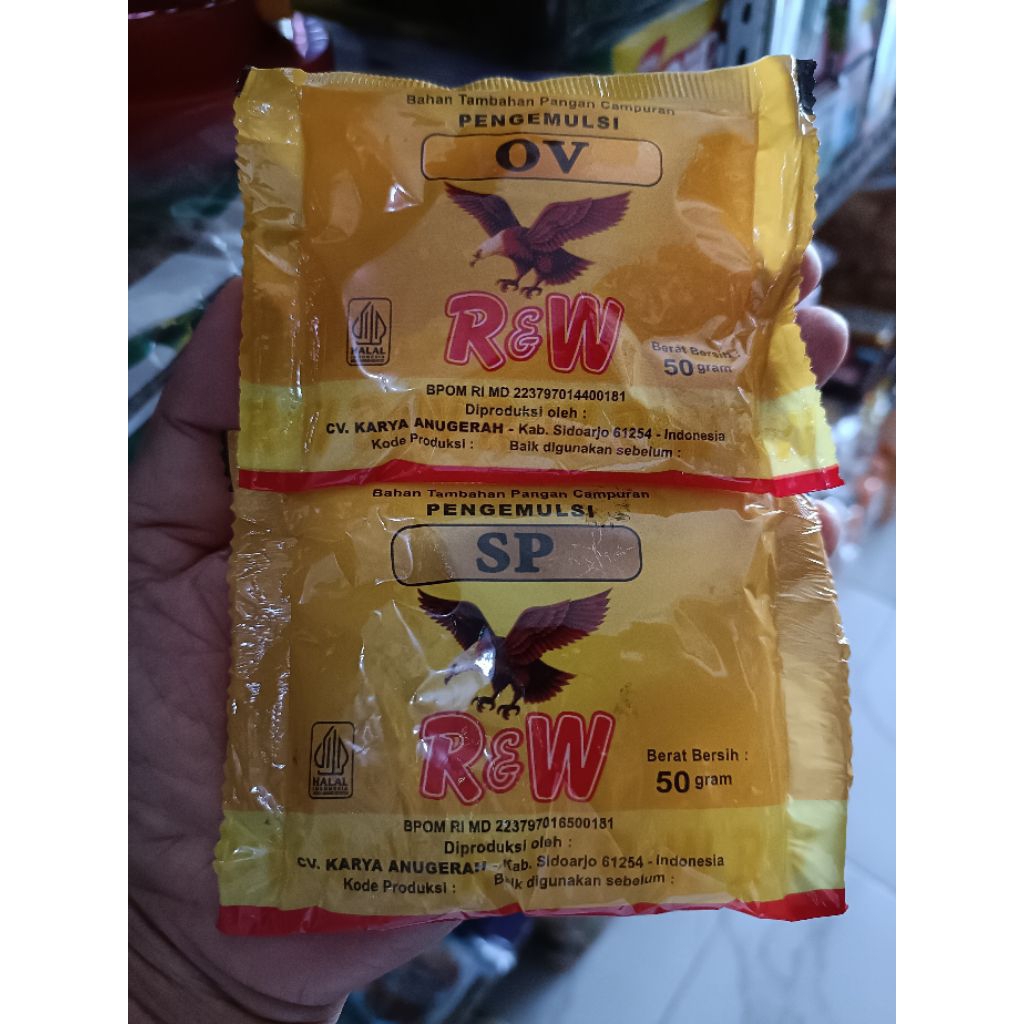 Bahan Tambahan Pangan Campuran
PENGEMULSI
OV
R&W
HALAL
INDONESIA
Berat Bersih :
50 gram
BPOM RI MD 223797014400181
Diproduksi oleh :
CV. KARYA ANUGERAH - Kab. Sidoarjo 61254 - Indonesia
Kode Produksi : Baik digunakan sebelum :
Bahan Tambahan Pangan Campuran
PENGEMULSI
SP
R&W
HALAL
INDONESIA
Berat Bersih :
50 gram
BPOM RI MD 223797016500181
Diproduksi oleh :
CV. KARYA ANUGERAH - Kab. Sidoarjo 61254 - Indonesia
Kode Produksi : Baik digunakan sebelum :